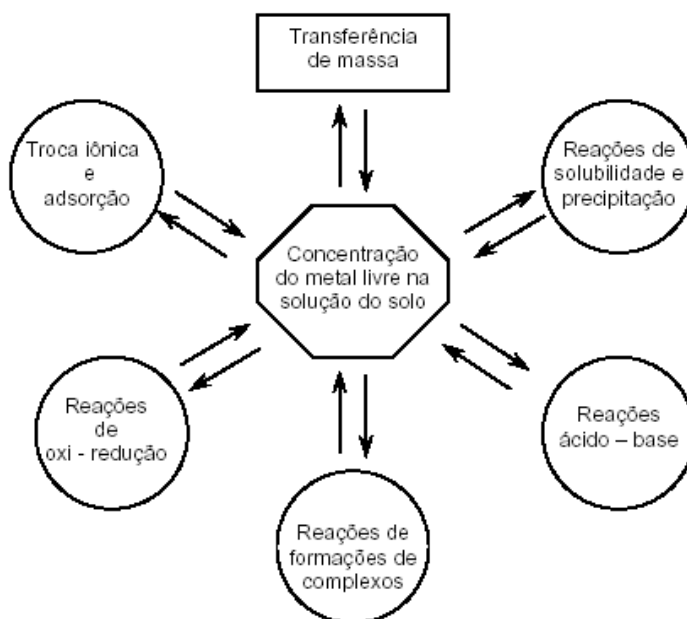 Transferência
de massa
Troca iônica
e
adsorção
Reações de
solubilidade e
precipitação
Concentração
do metal livre na
solução do solo
Reações
de
oxi - redução
Reações
ácido – base
Reações de
formações de
complexos